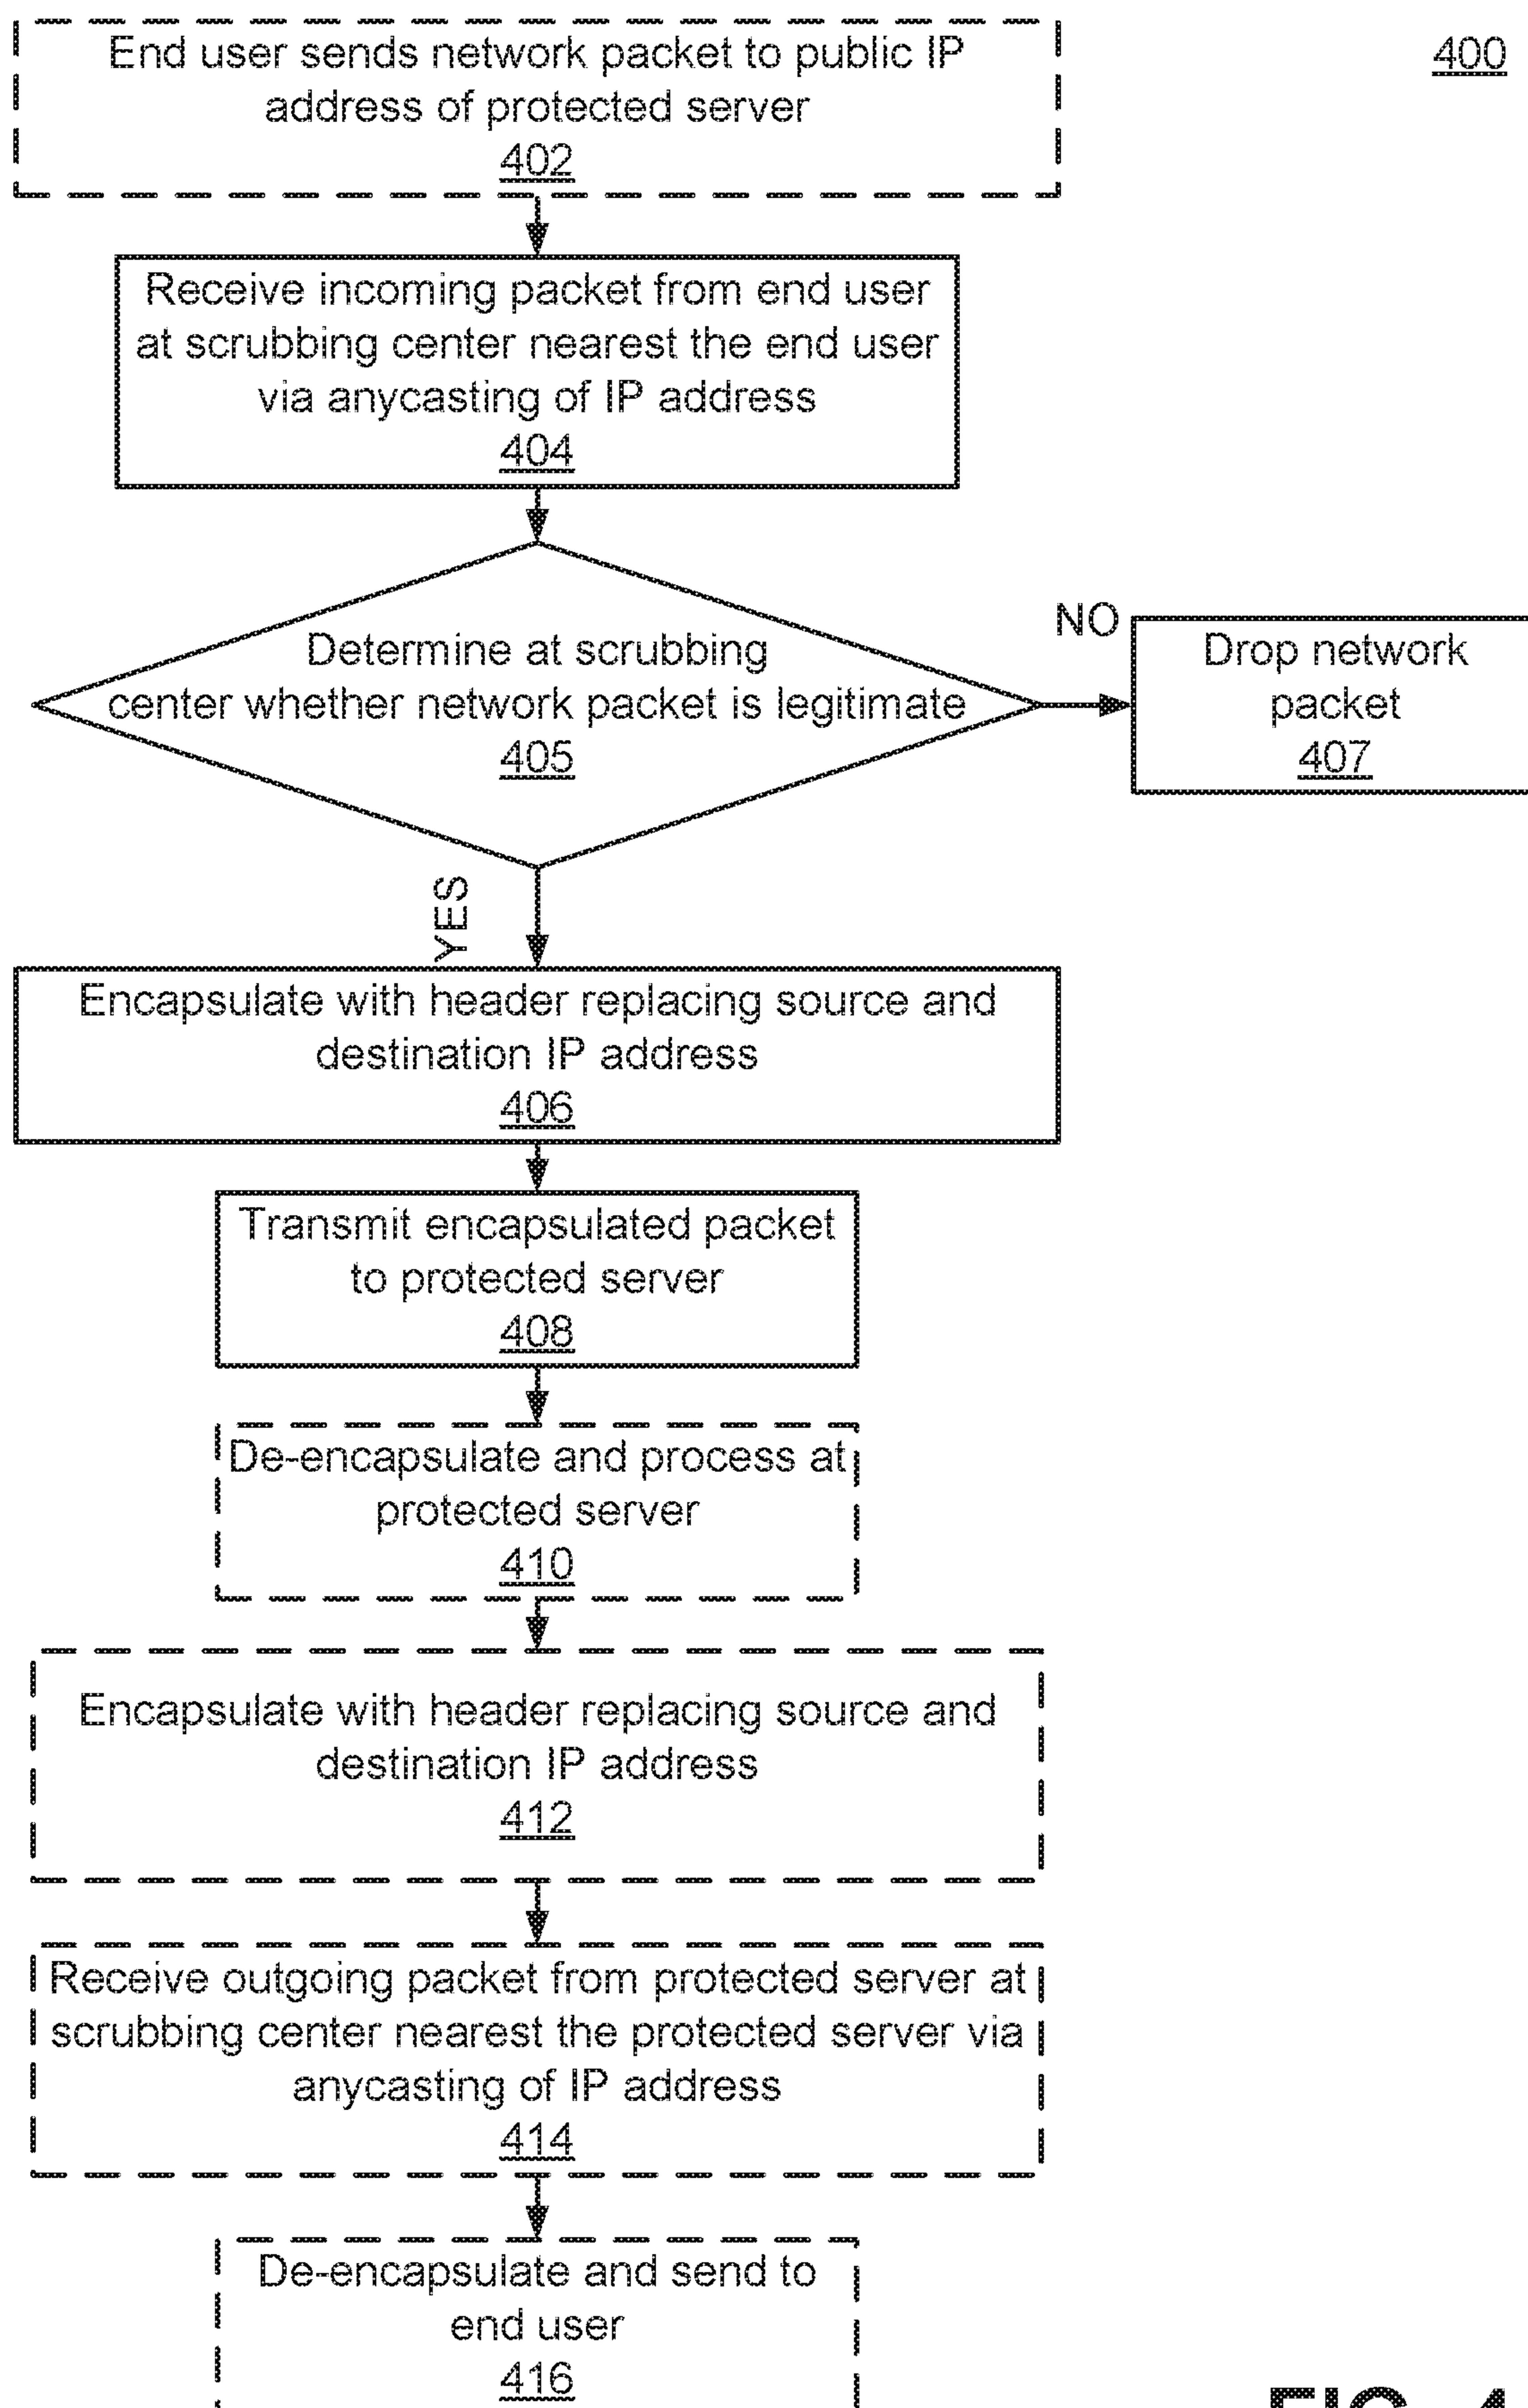 End user sends network packet to public IP
address of protected server
402
400
Receive incoming packet from end user
at scrubbing center nearest the end user
via anycasting of IP address
404
Determine at scrubbing
center whether network packet is legitimate
405
NO
Drop network
packet
407
YES
Encapsulate with header replacing source and
destination IP address
406
Transmit encapsulated packet
to protected server
408
De-encapsulate and process at
protected server
410
Encapsulate with header replacing source and
destination IP address
412
Receive outgoing packet from protected server at
scrubbing center nearest the protected server via
anycasting of IP address
414
De-encapsulate and send to
end user
416
FIG. 4